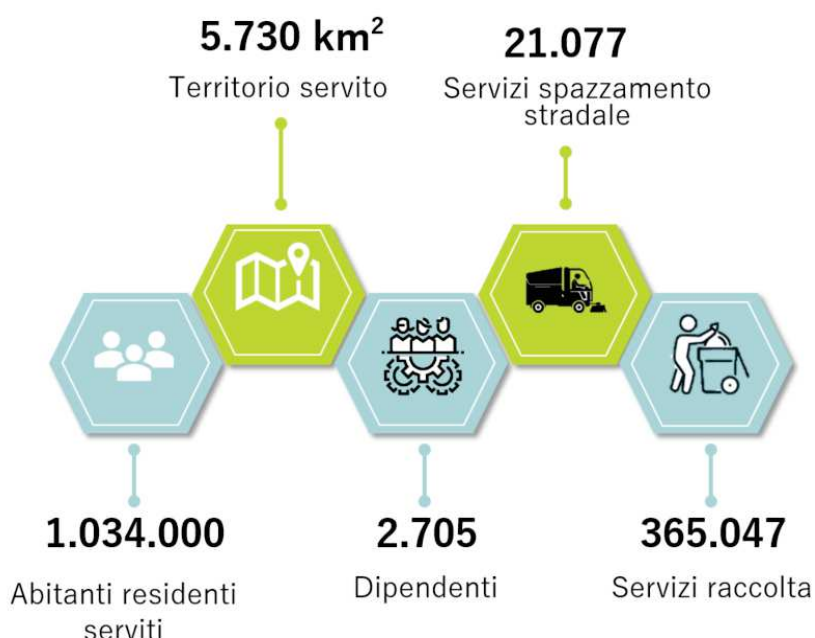 5.730 km²
Territorio servito
21.077
Servizi spazzamento
stradale
1.034.000
Abitanti residenti
serviti
2.705
Dipendenti
365.047
Servizi raccolta